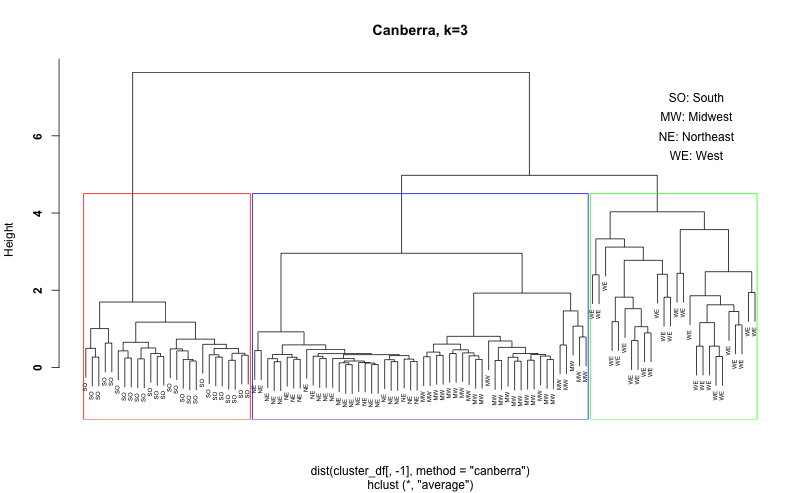 Canberra, k=3
SO: South
MW: Midwest
NE: Northeast
WE: West
Height
6
4
2
0
dist(cluster_df[, -1], method = "canberra")
hclust (*, "average")